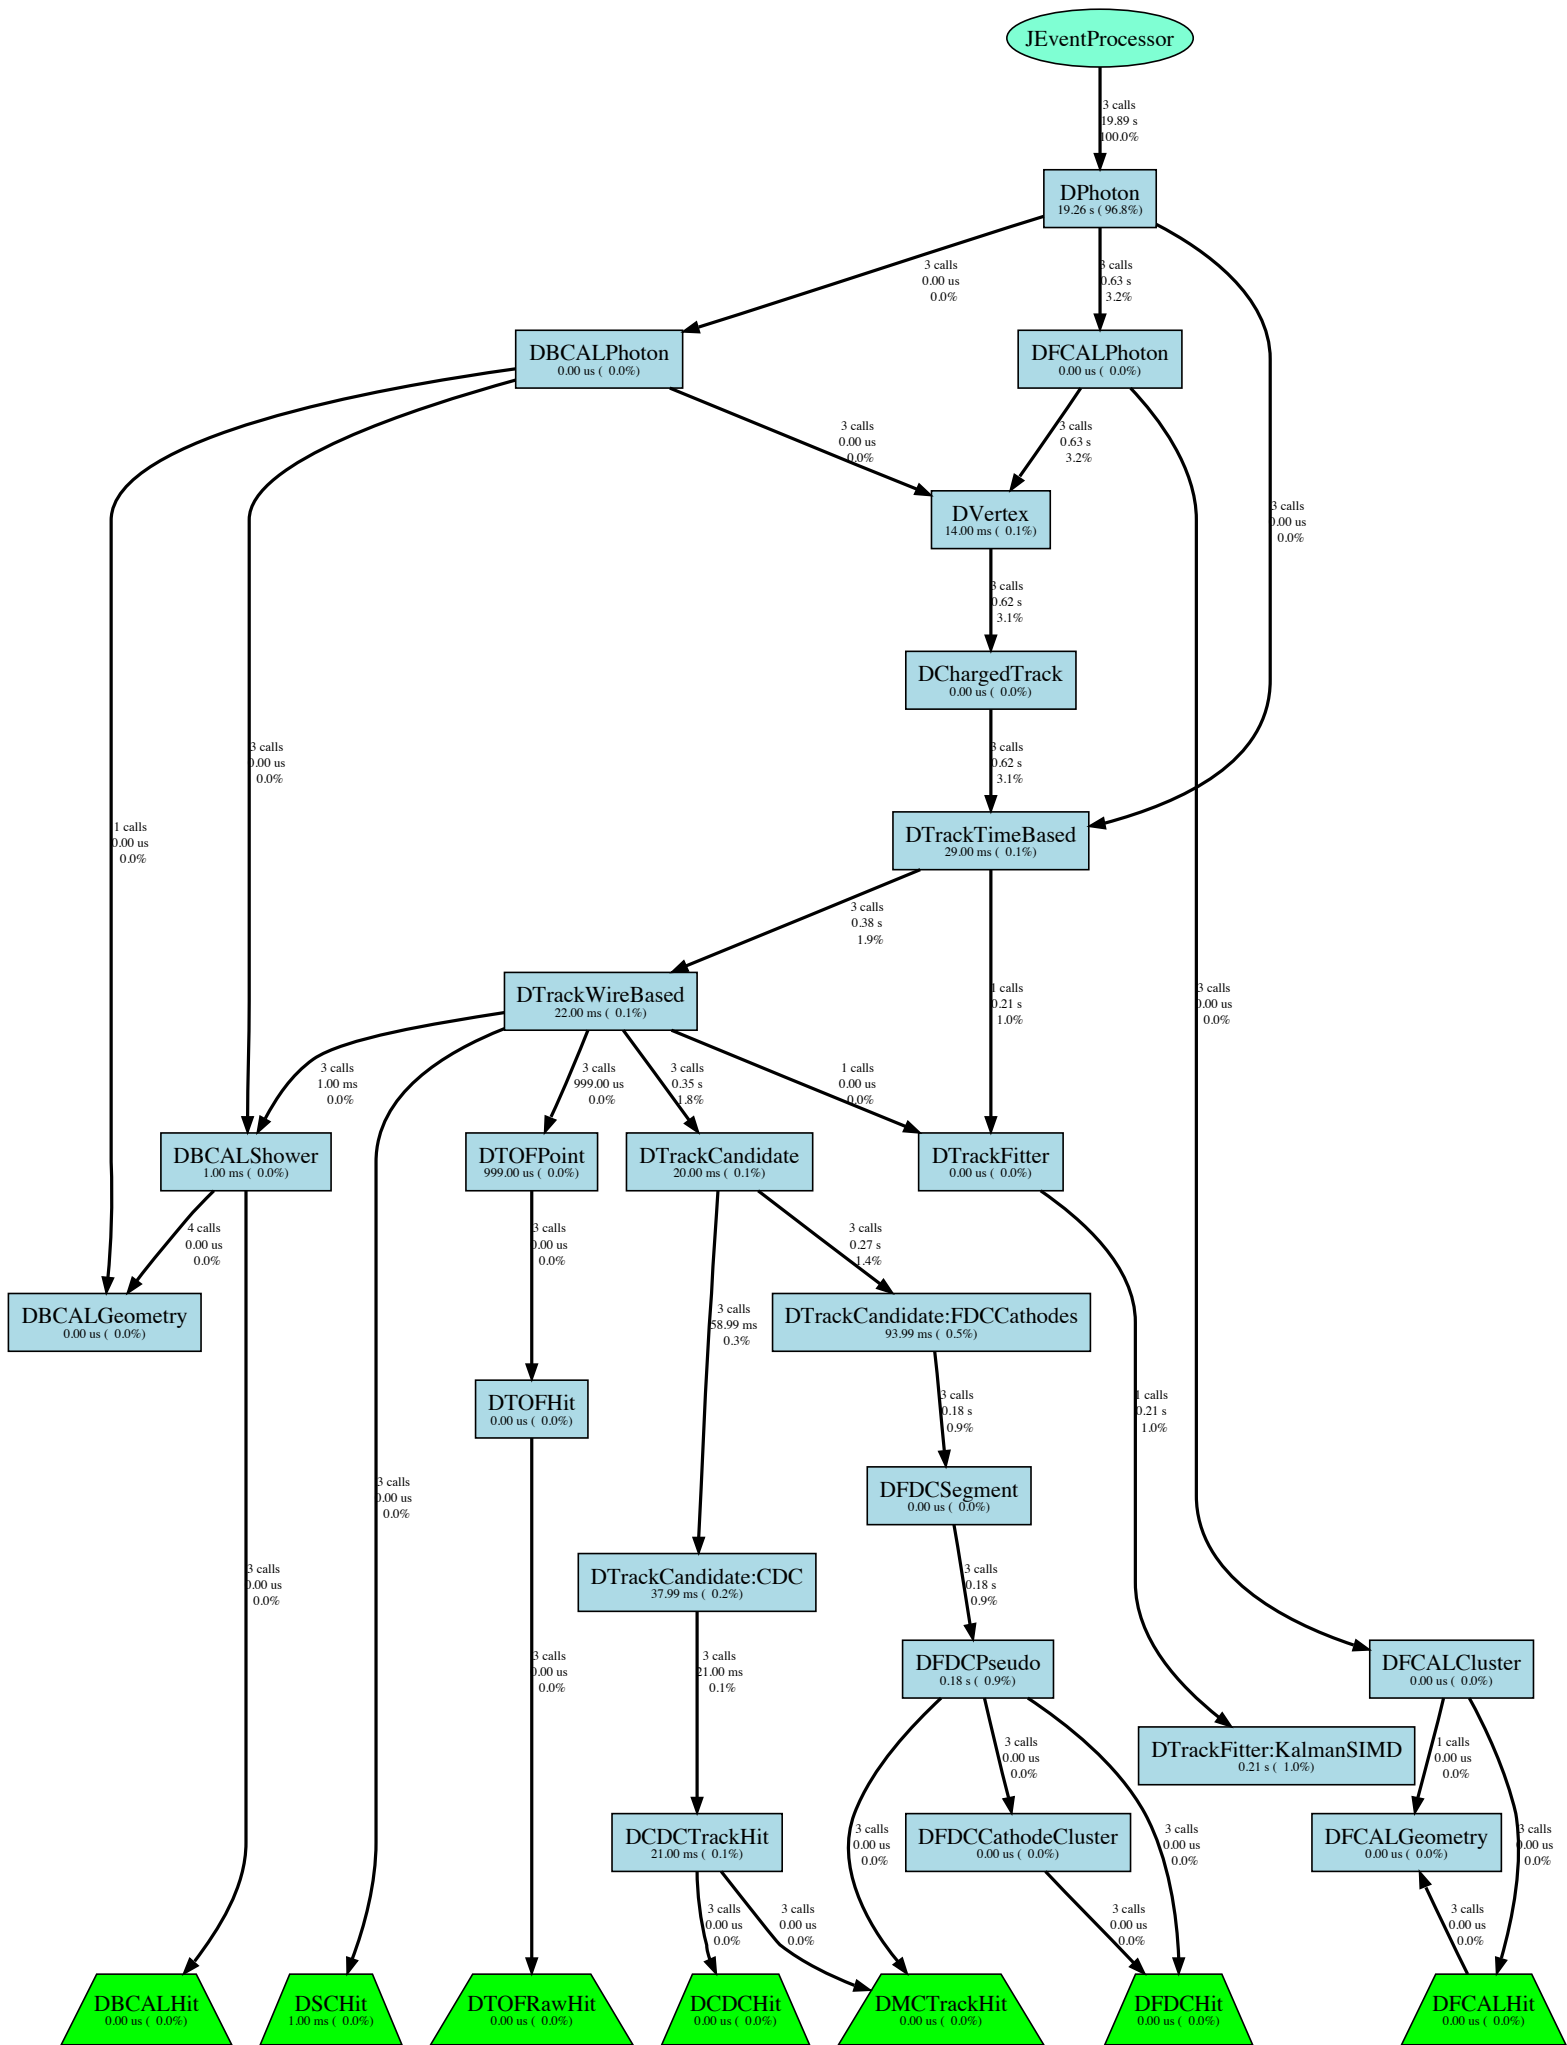 JEventProcessor
3 calls
19.89 s
100.0%
DPhoton
19.26 s ( 96.8%)
3 calls
0.00 us
0.0%
3 calls
0.63 s
3.2%
DBCALPhoton
0.00 us ( 0.0%)
DFCALPhoton
0.00 us ( 0.0%)
3 calls
0.00 us
0.0%
3 calls
0.63 s
3.2%
3 calls
0.00 us
0.0%
DVertex
14.00 ms ( 0.1%)
3 calls
0.62 s
3.1%
DChargedTrack
0.00 us ( 0.0%)
3 calls
0.00 us
0.0%
3 calls
0.62 s
3.1%
1 calls
0.00 us
0.0%
DTrackTimeBased
29.00 ms ( 0.1%)
3 calls
0.38 s
1.9%
DTrackWireBased
22.00 ms ( 0.1%)
1 calls
0.21 s
1.0%
3 calls
0.00 us
0.0%
3 calls
1.00 ms
0.0%
3 calls
999.00 us
0.0%
3 calls
0.35 s
1.8%
1 calls
0.00 us
0.0%
DBCALShower
1.00 ms ( 0.0%)
DTOFPoint
999.00 us ( 0.0%)
DTrackCandidate
20.00 ms ( 0.1%)
DTrackFitter
0.00 us ( 0.0%)
4 calls
0.00 us
0.0%
3 calls
0.00 us
0.0%
3 calls
0.27 s
1.4%
DBCALGeometry
0.00 us ( 0.0%)
3 calls
58.99 ms
0.3%
DTrackCandidate:FDCCathodes
93.99 ms ( 0.5%)
DTOFHit
0.00 us ( 0.0%)
3 calls
0.18 s
0.9%
1 calls
0.21 s
1.0%
3 calls
0.00 us
0.0%
DFDCSegment
0.00 us ( 0.0%)
3 calls
0.00 us
0.0%
DTrackCandidate:CDC
37.99 ms ( 0.2%)
3 calls
0.18 s
0.9%
3 calls
0.00 us
0.0%
3 calls
21.00 ms
0.1%
DFDCPseudo
0.18 s ( 0.9%)
DFCALCluster
0.00 us ( 0.0%)
3 calls
0.00 us
0.0%
DTrackFitter:KalmanSIMD
0.21 s ( 1.0%)
1 calls
0.00 us
0.0%
DCDCTrackHit
21.00 ms ( 0.1%)
3 calls
0.00 us
0.0%
DFDCCathodeCluster
0.00 us ( 0.0%)
3 calls
0.00 us
0.0%
DFCALGeometry
0.00 us ( 0.0%)
3 calls
0.00 us
0.0%
3 calls
0.00 us
0.0%
3 calls
0.00 us
0.0%
3 calls
0.00 us
0.0%
3 calls
0.00 us
0.0%
DBCALHit
0.00 us ( 0.0%)
DSCHit
1.00 ms ( 0.0%)
DTOFRawHit
0.00 us ( 0.0%)
DCDCHit
0.00 us ( 0.0%)
DMCTrackHit
0.00 us ( 0.0%)
DFDCHit
0.00 us ( 0.0%)
DFCALHit
0.00 us ( 0.0%)